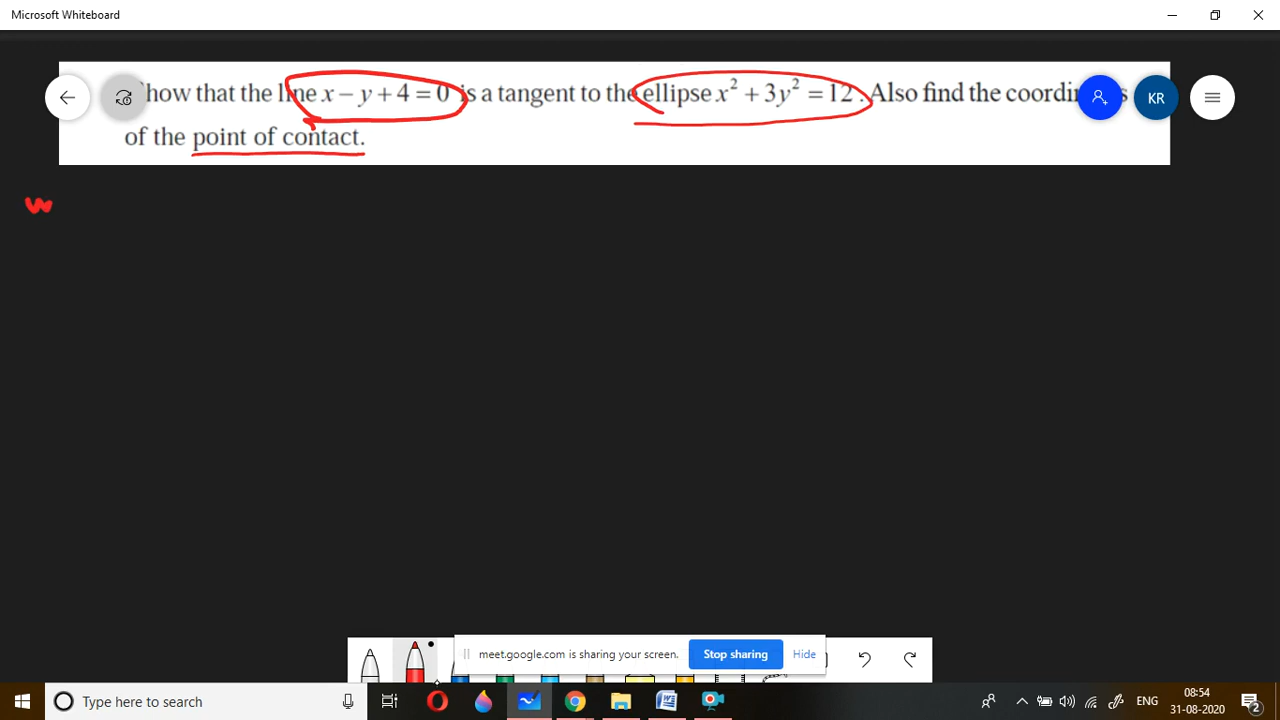 Microsoft Whiteboard
how that the line x − y + 4 = 0 is a tangent to the ellipse x² + 3y² = 12 . Also find the
of the point of contact.
KR
meet.google.com is sharing your screen.
Stop sharing
Hide
Type here to search
ENG
08:54
31-08-2020
2